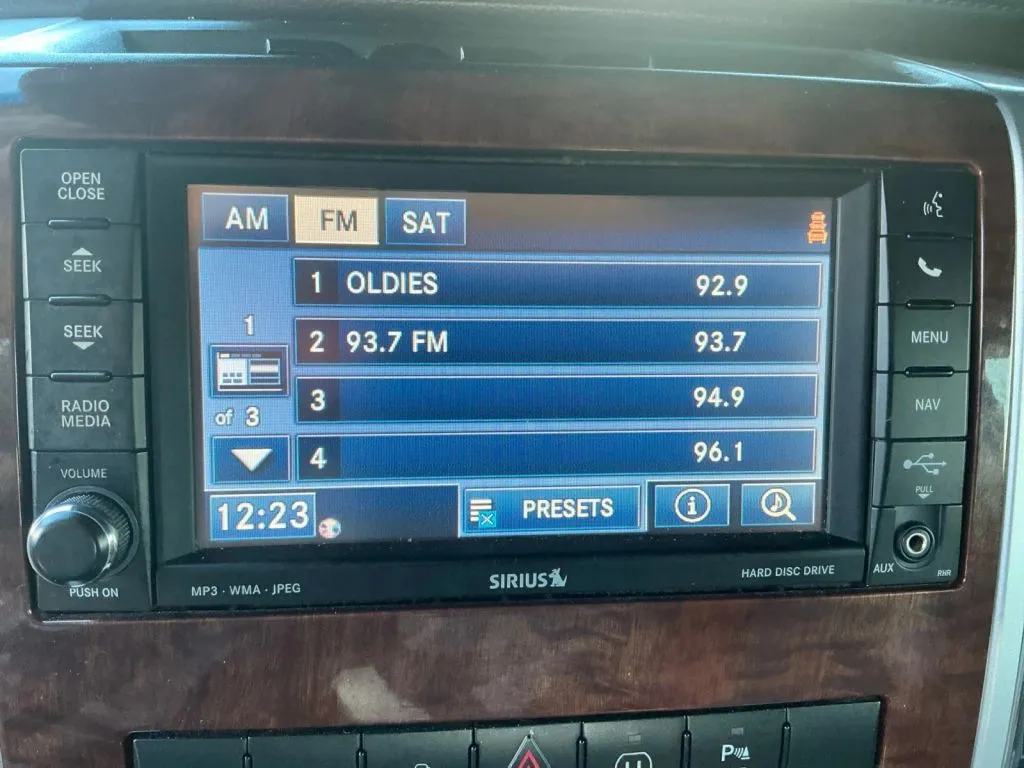 OPEN
CLOSE
SEEK
SEEK
RADIO
MEDIA
VOLUME
PUSH ON
AM FM SAT
1 OLDIES 92.9
2 93.7 FM 93.7
3 94.9
4 96.1
1
of 3
12:23
PRESETS
i
MP3 · WMA · JPEG
SIRIUS
HARD DISC DRIVE
MENU
NAV
PULL
AUX
RHR
P